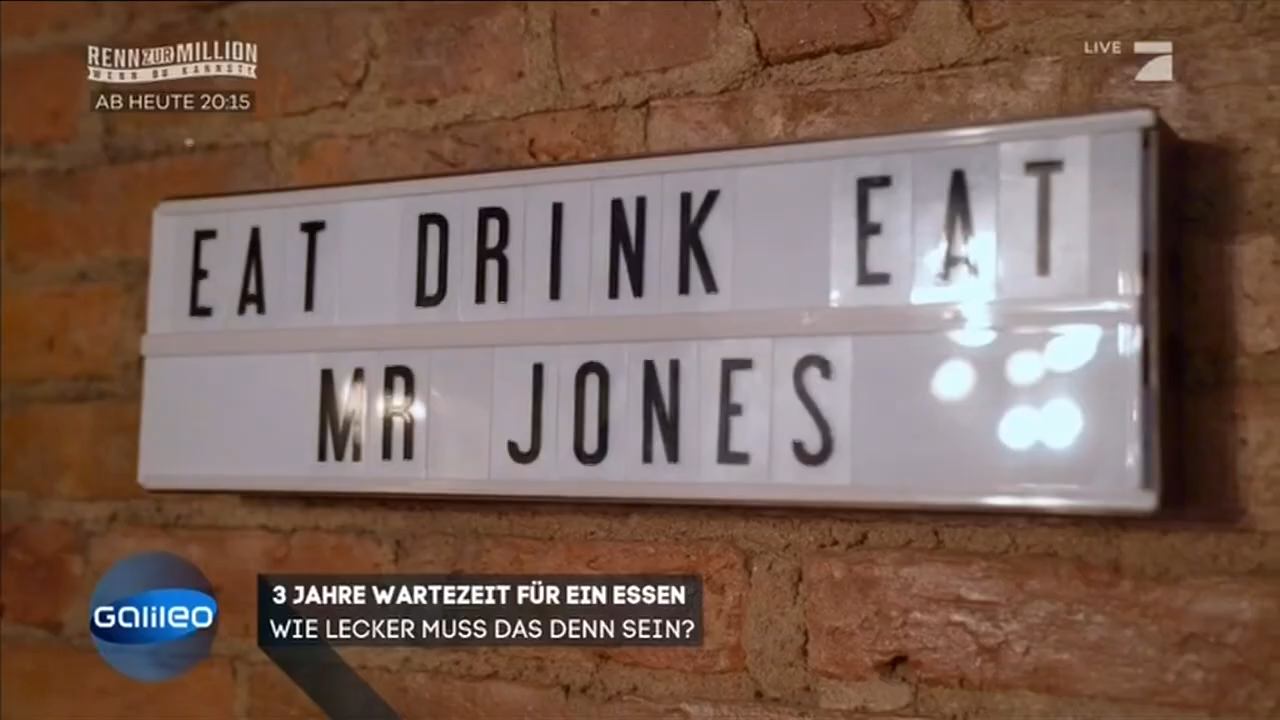 RENN ZUR MILLION
WENN DU KANNST!
AB HEUTE 20:15
LIVE
EAT DRINK EAT
MR JONES
Galileo
3 JAHRE WARTEZEIT FÜR EIN ESSEN
WIE LECKER MUSS DAS DENN SEIN?